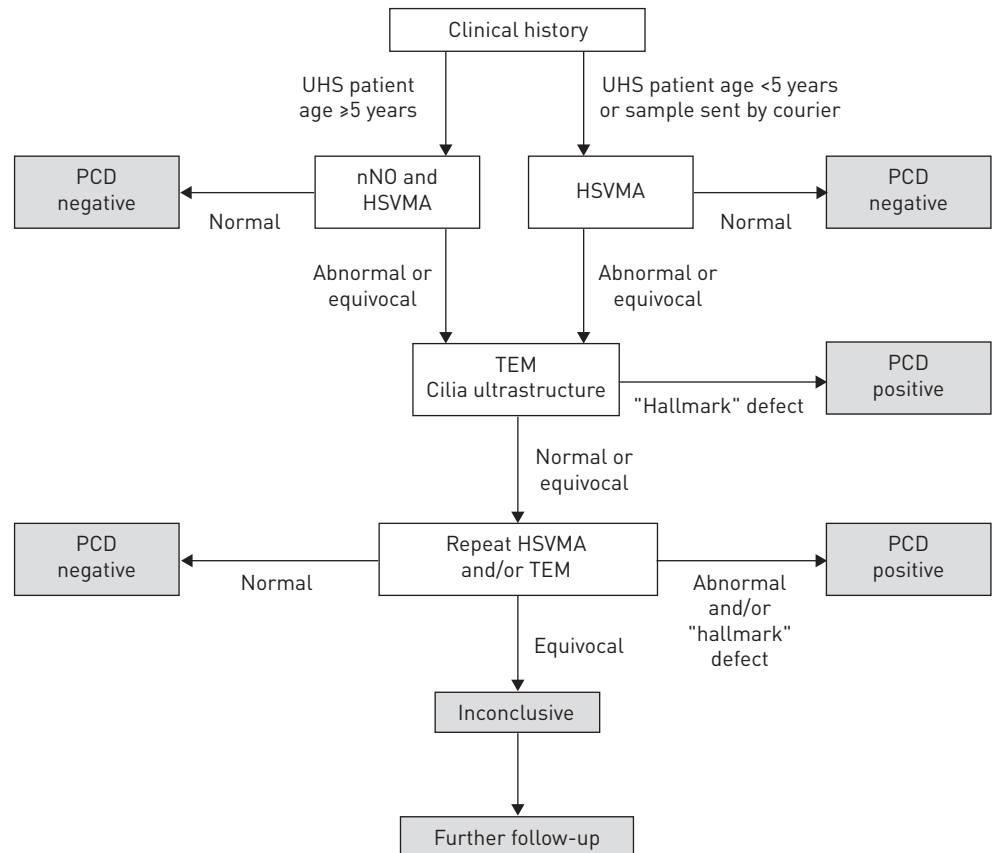 Clinical history
UHS patient
age ≥5 years
UHS patient age <5 years
or sample sent by courier
PCD
negative
Normal
nNO and
HSVMA
HSVMA
Normal
PCD
negative
Abnormal or
equivocal
Abnormal or
equivocal
TEM
Cilia ultrastructure
"Hallmark" defect
PCD
positive
Normal or
equivocal
PCD
negative
Normal
Repeat HSVMA
and/or TEM
Abnormal
and/or
"hallmark"
defect
PCD
positive
Equivocal
Inconclusive
Further follow-up